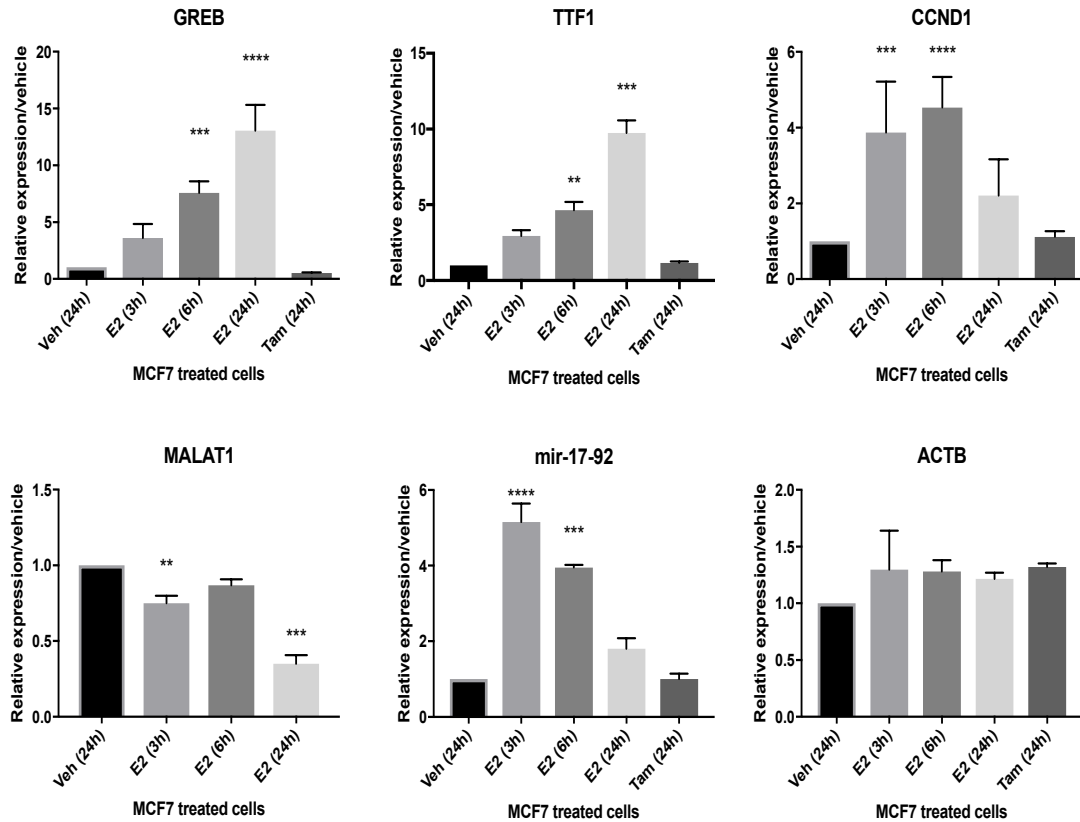 GREB
Relative expression/vehicle
20
15
10
5
0
****
***
Veh (24h)
E2 (3h)
E2 (6h)
E2 (24h)
Tam (24h)
MCF7 treated cells
TTF1
Relative expression/vehicle
15
10
5
0
***
**
Veh (24h)
E2 (3h)
E2 (6h)
E2 (24h)
Tam (24h)
MCF7 treated cells
CCND1
Relative expression/vehicle
6
4
2
0
***
****
Veh (24h)
E2 (3h)
E2 (6h)
E2 (24h)
Tam (24h)
MCF7 treated cells
MALAT1
Relative expression/vehicle
1.5
1.0
0.5
0.0
**
***
Veh (24h)
E2 (3h)
E2 (6h)
E2 (24h)
MCF7 treated cells
mir-17-92
Relative expression/vehicle
6
4
2
0
****
***
Veh (24h)
E2 (3h)
E2 (6h)
E2 (24h)
Tam (24h)
MCF7 treated cells
ACTB
Relative expression/vehicle
2.0
1.5
1.0
0.5
0.0
Veh (24h)
E2 (3h)
E2 (6h)
E2 (24h)
Tam (24h)
MCF7 treated cells